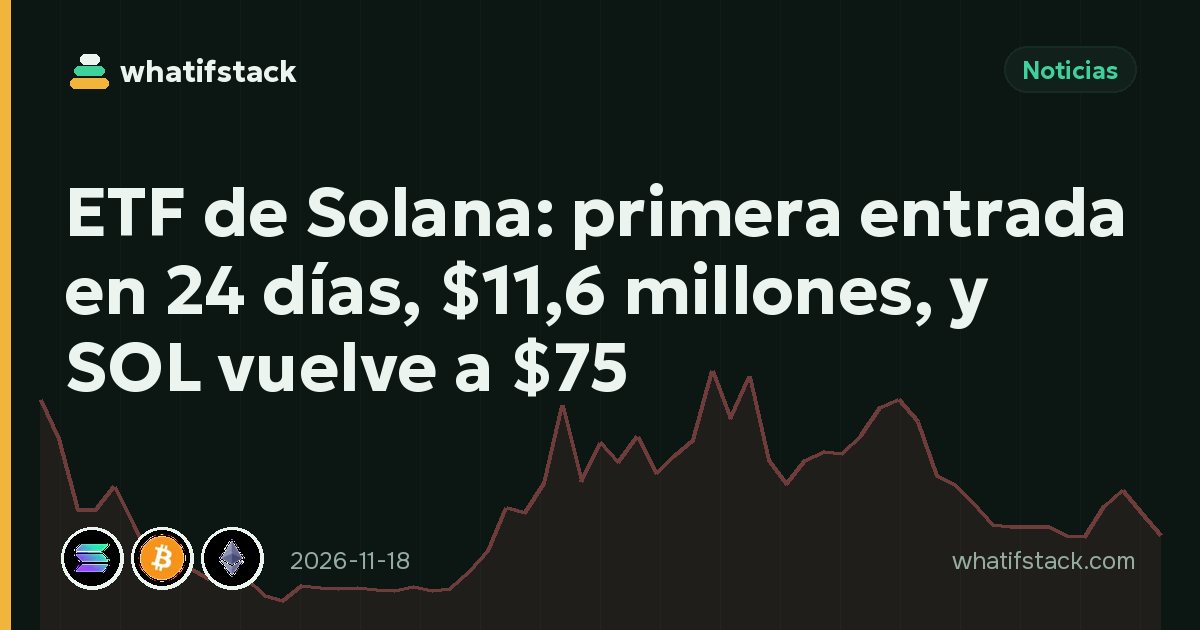 whatifstack
Noticias
ETF de Solana: primera entrada
en 24 días, $11,6 millones, y
SOL vuelve a $75
2026-11-18
whatifstack.com